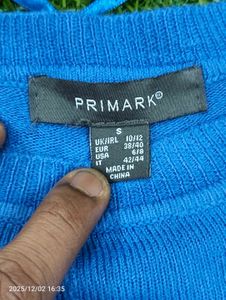 PRIMARK®
S
UK/IRL 10/12
EUR 38/40
USA 6/8
IT 42/44
MADE IN
CHINA
2025/12/02 16:35